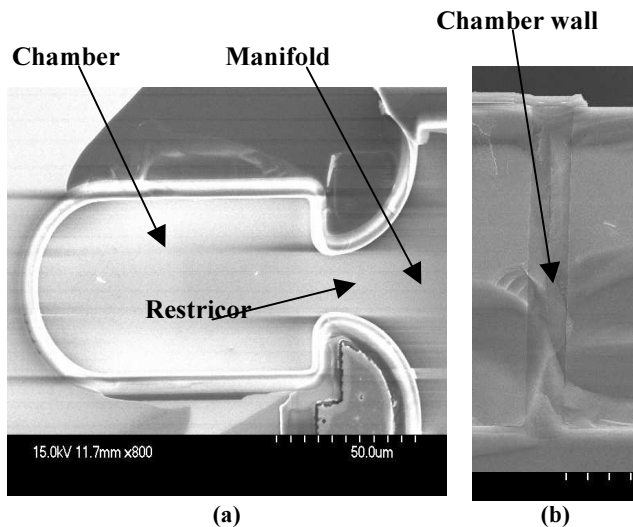 Chamber wall
Chamber
Manifold
Restricor
15.0kV 11.7mm x800
50.0um
(a)
(b)